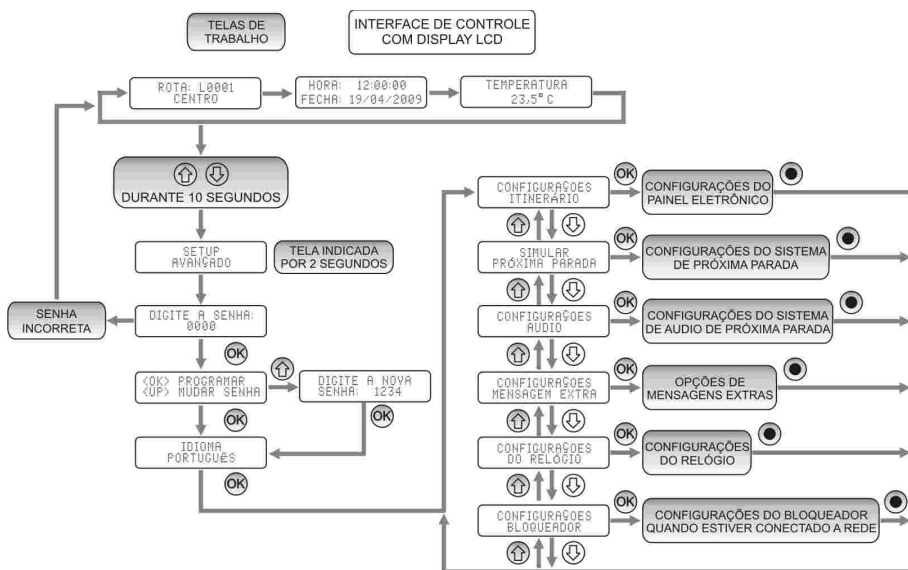 TELAS DE
TRABALHO
INTERFACE DE CONTROLE
COM DISPLAY LCD
ROTA: L0001
CENTRO
HORA: 12:00:00
FECHA: 19/04/2009
TEMPERATURA
23,5° C
DURANTE 10 SEGUNDOS
SETUP
AVANÇADO
TELA INDICADA
POR 2 SEGUNDOS
SENHA
INCORRETA
DIGITE A SENHA:
0000
OK
<OK> PROGRAMAR
<UP> MUDAR SENHA
DIGITE A NOVA
SENHA: 1234
OK
OK
IDIOMA
PORTUGUÊS
OK
CONFIGURAÇOES
ITINERÁRIO
OK
CONFIGURAÇÕES DO
PAINEL ELETRÔNICO
SIMULAR
PRÓXIMA PARADA
OK
CONFIGURAÇÕES DO SISTEMA
DE PRÓXIMA PARADA
CONFIGURAÇOES
AUDIO
OK
CONFIGURAÇÕES DO SISTEMA
DE AUDIO DE PRÓXIMA PARADA
CONFIGURAÇOES
MENSAGEM EXTRA
OK
OPÇÕES DE
MENSAGENS EXTRAS
CONFIGURAÇOES
DO RELÓGIO
OK
CONFIGURAÇÕES
DO RELÓGIO
CONFIGURAÇOES
BLOQUEADOR
OK
CONFIGURAÇÕES DO BLOQUEADOR
QUANDO ESTIVER CONECTADO A REDE